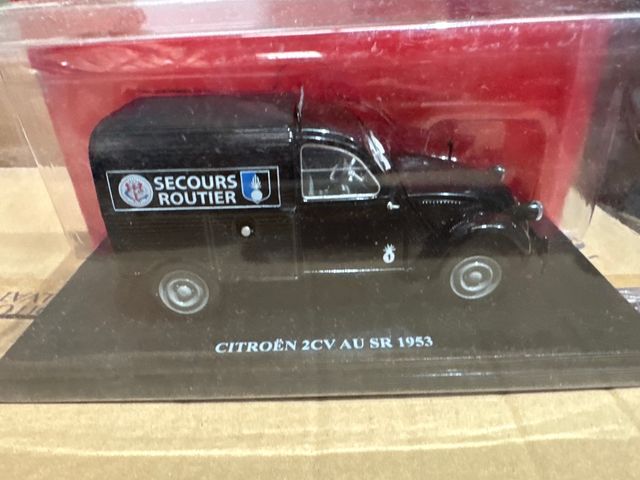 SECOURS
ROUTIER
CITROËN 2CV AU SR 1953